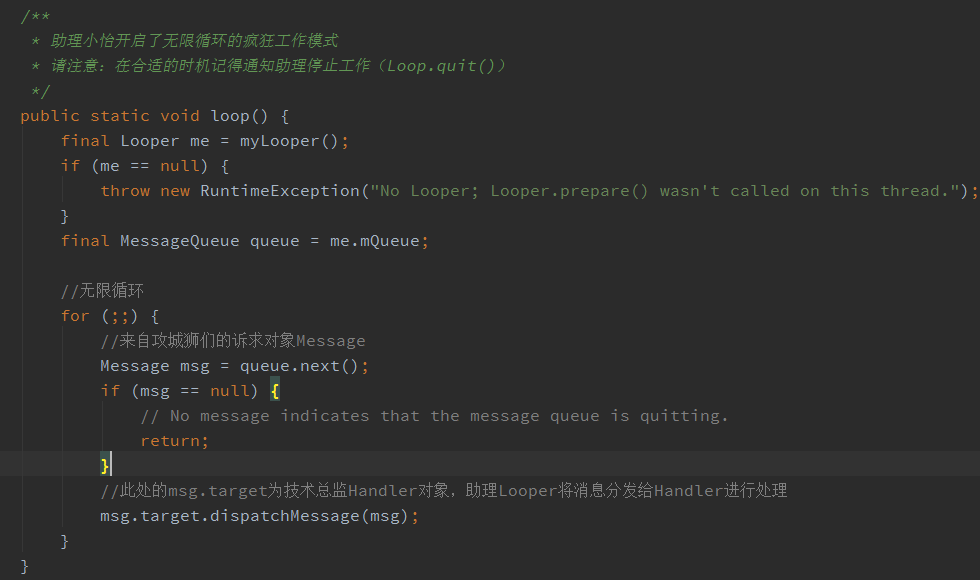 /**
 * 助理小怡开启了无限循环的疯狂工作模式
 * 请注意：在合适的时机记得通知助理停止工作（Loop.quit()）
 */
public static void loop() {
    final Looper me = myLooper();
    if (me == null) {
        throw new RuntimeException("No Looper; Looper.prepare() wasn't called on this thread.");
    }
    final MessageQueue queue = me.mQueue;

    //无限循环
    for (;;) {
        //来自攻城狮们的诉求对象Message
        Message msg = queue.next();
        if (msg == null) {
            // No message indicates that the message queue is quitting.
            return;
        }
        //此处的msg.target为技术总监Handler对象，助理Looper将消息分发给Handler进行处理
        msg.target.dispatchMessage(msg);
    }
}